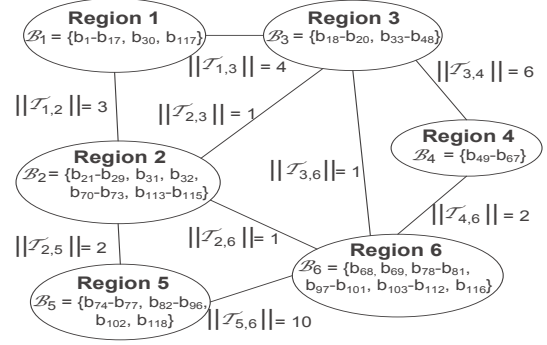 Region 1
ℬ₁ = {b₁-b₁₇, b₃₀, b₁₁₇}
Region 3
ℬ₃ = {b₁₈-b₂₀, b₃₃-b₄₈}
||𝒯₁,₃|| = 4
||𝒯₃,₄|| = 6
||𝒯₁,₂|| = 3
||𝒯₂,₃|| = 1
Region 4
ℬ₄ = {b₄₉-b₆₇}
Region 2
ℬ₂ = {b₂₁-b₂₉, b₃₁, b₃₂,
b₇₀-b₇₃, b₁₁₃-b₁₁₅}
||𝒯₃,₆||= 1
||𝒯₄,₆|| = 2
||𝒯₂,₅|| = 2
||𝒯₂,₆||= 1
Region 6
ℬ₆ = {b₆₈, b₆₉, b₇₈-b₈₁,
b₉₇-b₁₀₁, b₁₀₃-b₁₁₂, b₁₁₆}
Region 5
ℬ₅ = {b₇₄-b₇₇, b₈₂-b₉₆,
b₁₀₂, b₁₁₈}
||𝒯₅,₆||= 10